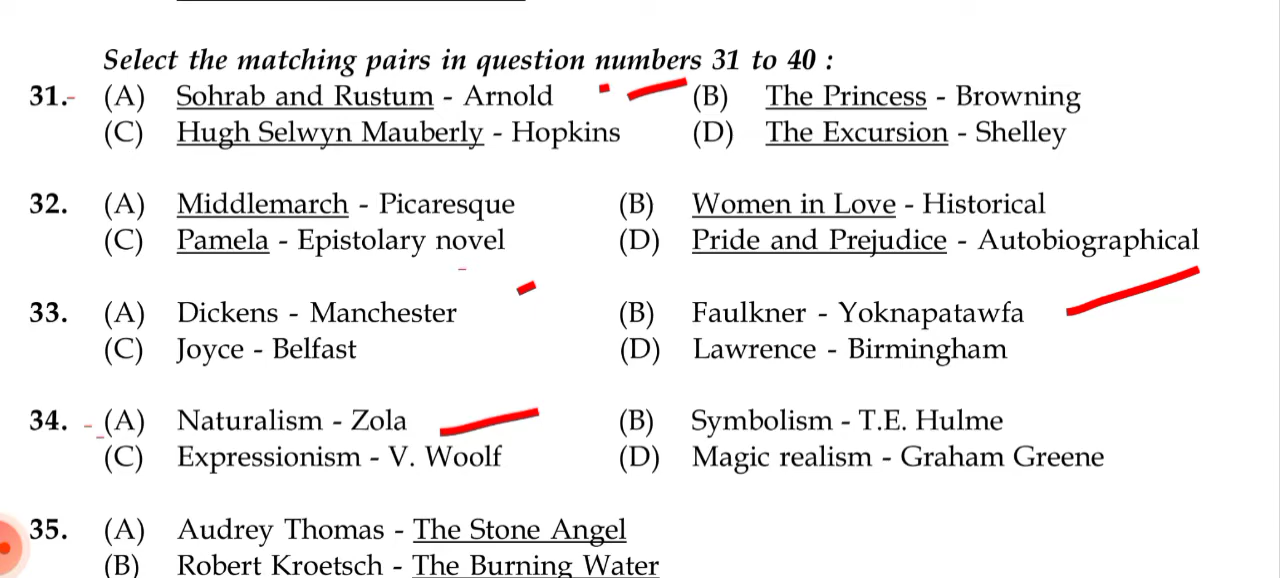 Select the matching pairs in question numbers 31 to 40 :
31. (A) Sohrab and Rustum - Arnold (B) The Princess - Browning
(C) Hugh Selwyn Mauberly - Hopkins (D) The Excursion - Shelley
32. (A) Middlemarch - Picaresque (B) Women in Love - Historical
(C) Pamela - Epistolary novel (D) Pride and Prejudice - Autobiographical
33. (A) Dickens - Manchester (B) Faulkner - Yoknapatawfa
(C) Joyce - Belfast (D) Lawrence - Birmingham
34. (A) Naturalism - Zola (B) Symbolism - T.E. Hulme
(C) Expressionism - V. Woolf (D) Magic realism - Graham Greene
35. (A) Audrey Thomas - The Stone Angel
(B) Robert Kroetsch - The Burning Water